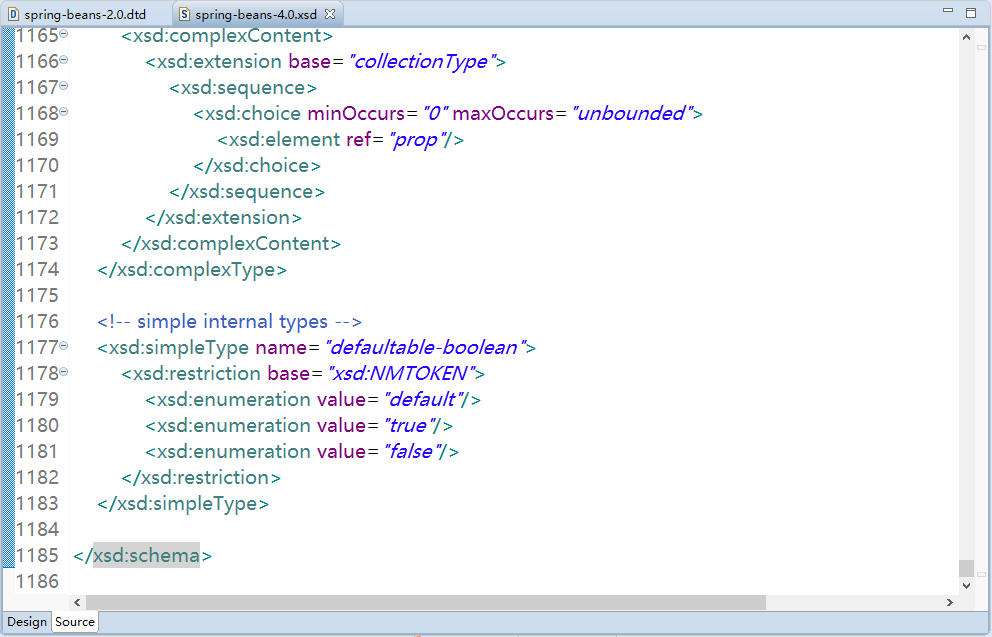 spring-beans-2.0.dtd spring-beans-4.0.xsd
1165 <xsd:complexContent>
1166 <xsd:extension base="collectionType">
1167 <xsd:sequence>
1168 <xsd:choice minOccurs="0" maxOccurs="unbounded">
1169 <xsd:element ref="prop"/>
1170 </xsd:choice>
1171 </xsd:sequence>
1172 </xsd:extension>
1173 </xsd:complexContent>
1174 </xsd:complexType>
1175
1176 <!-- simple internal types -->
1177 <xsd:simpleType name="defaultable-boolean">
1178 <xsd:restriction base="xsd:NMTOKEN">
1179 <xsd:enumeration value="default"/>
1180 <xsd:enumeration value="true"/>
1181 <xsd:enumeration value="false"/>
1182 </xsd:restriction>
1183 </xsd:simpleType>
1184
1185 </xsd:schema>
1186
Design Source